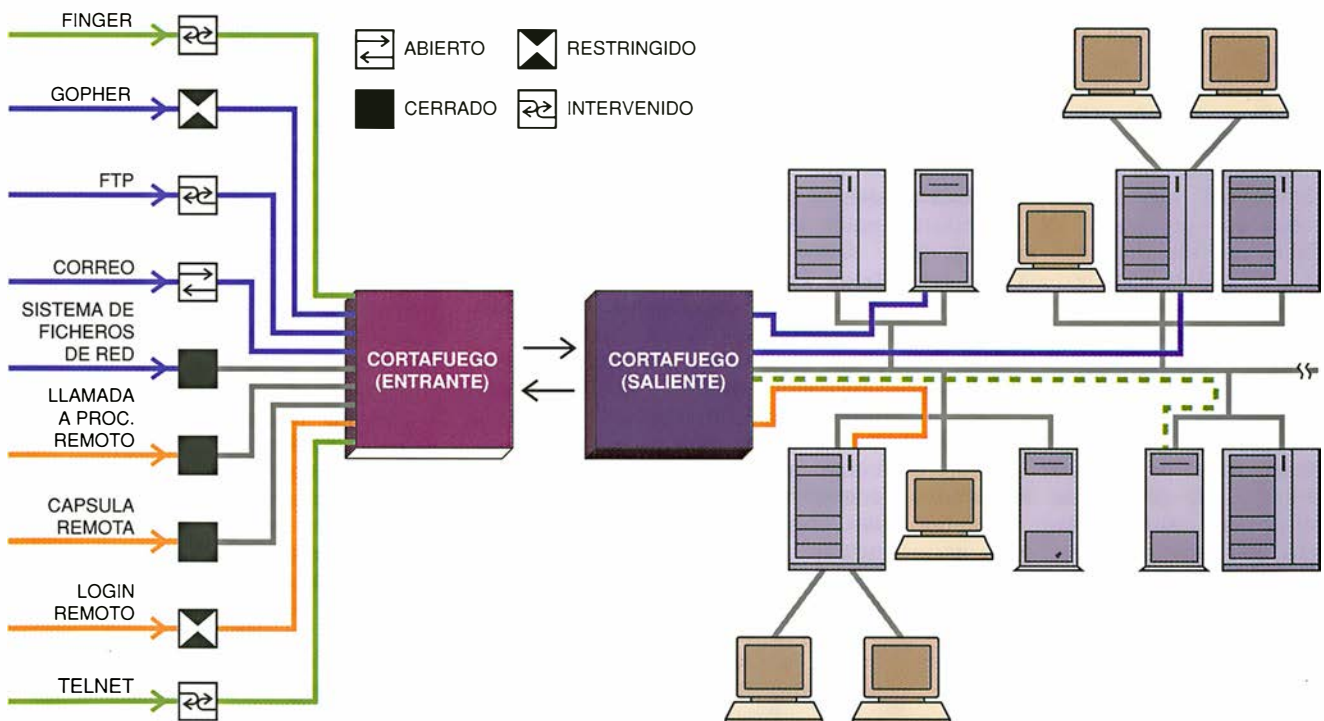 FINGER
GOPHER
FTP
CORREO
SISTEMA DE
FICHEROS
DE RED
LLAMADA
A PROC.
REMOTO
CAPSULA
REMOTA
LOGIN
REMOTO
TELNET
ABIERTO
RESTRINGIDO
CERRADO
INTERVENIDO
CORTAFUEGO
(ENTRANTE)
CORTAFUEGO
(SALIENTE)